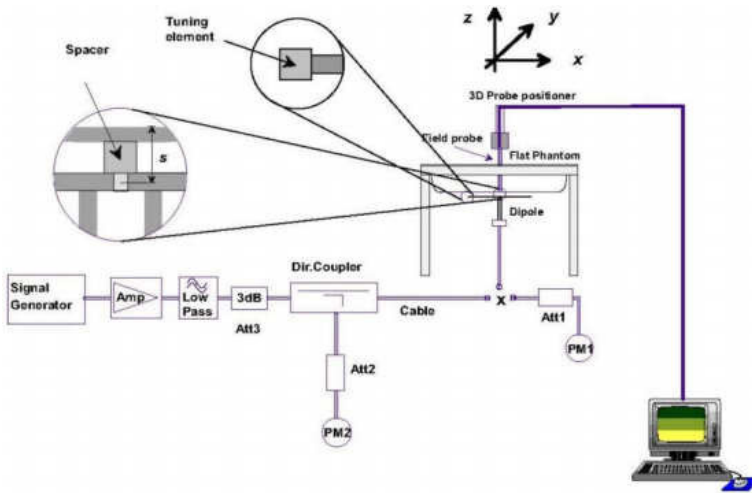 Tuning
element
Spacer
s
z
y
x
3D Probe positioner
Field probe
Flat Phantom
Dipole
Dir.Coupler
Signal
Generator
Amp
Low
Pass
3dB
Att3
Cable
x
Att1
PM1
Att2
PM2